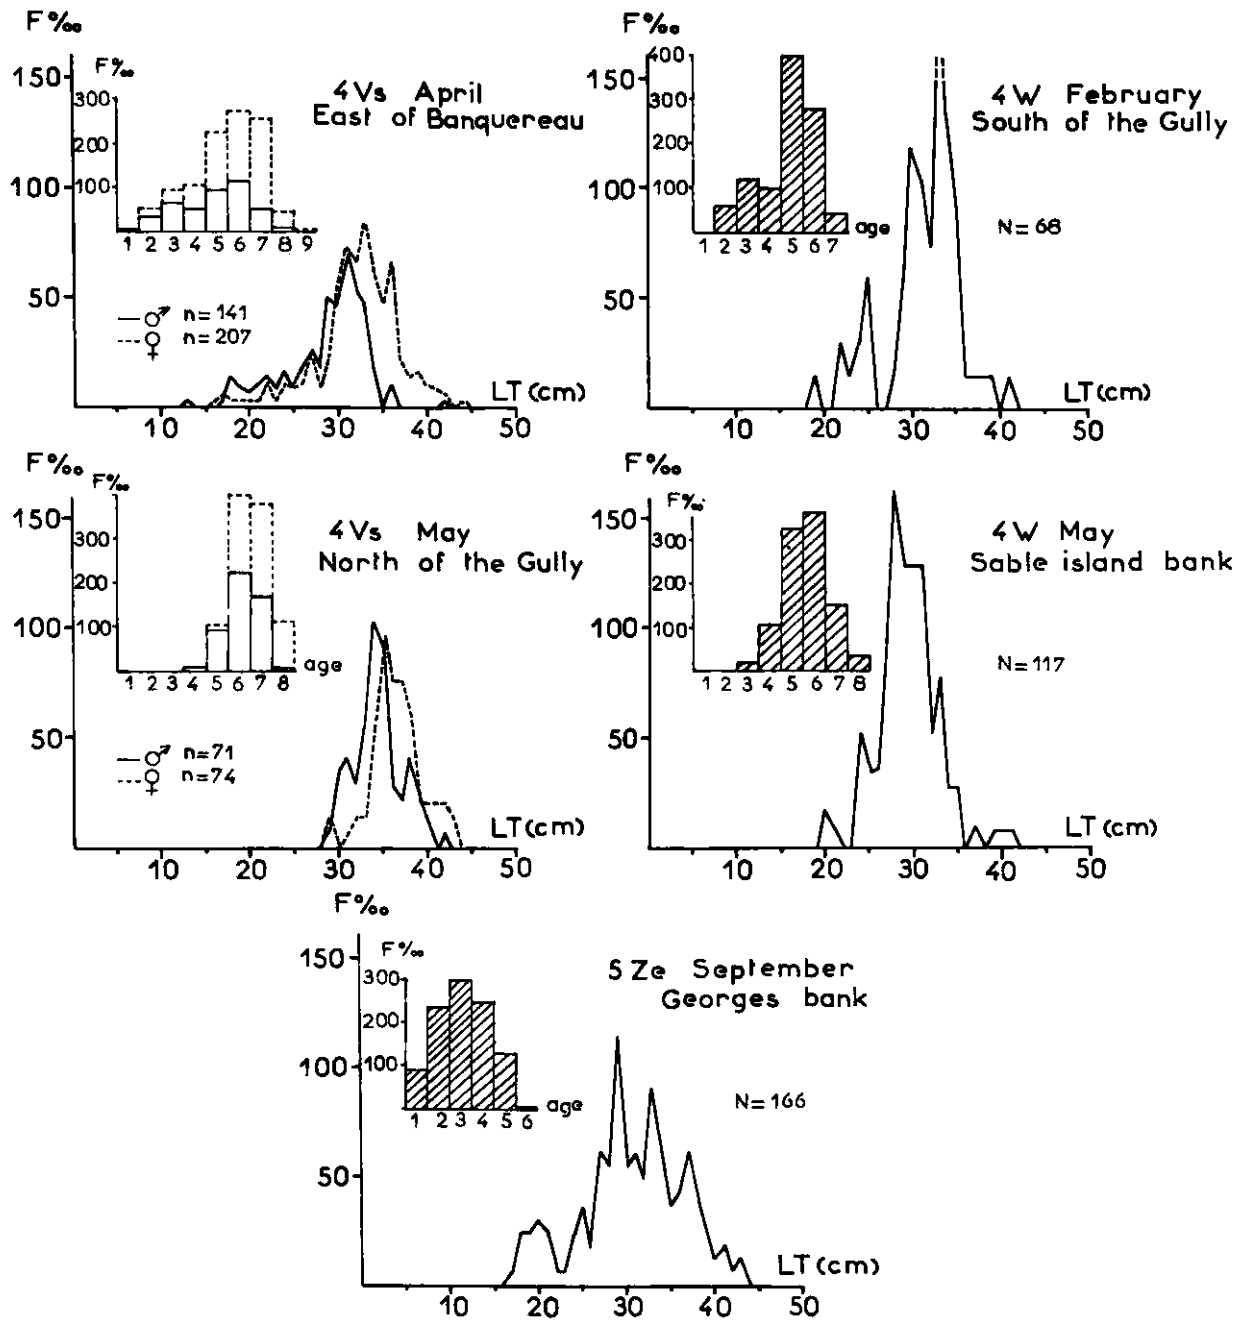 F‰
150
100
50
F‰
300
200
100
1 2 3 4 5 6 7 8 9
4Vs April
East of Banquereau
—♂ n=141
---♀ n=207
LT(cm)
10 20 30 40 50
F‰
150
100
50
400
300
200
100
1 2 3 4 5 6 7 age
4W February
South of the Gully
N=68
LT(cm)
10 20 30 40 50
F‰
150
100
50
F‰
300
200
100
1 2 3 4 5 6 7 8
age
4Vs May
North of the Gully
—♂ n=71
---♀ n=74
LT(cm)
10 20 30 40 50
F‰
150
100
50
F‰
300
200
100
1 2 3 4 5 6 7 8
4W May
Sable island bank
N=117
LT(cm)
10 20 30 40 50
F‰
150
100
50
F‰
300
200
100
1 2 3 4 5 6 age
5Ze September
Georges bank
N=166
LT(cm)
10 20 30 40 50